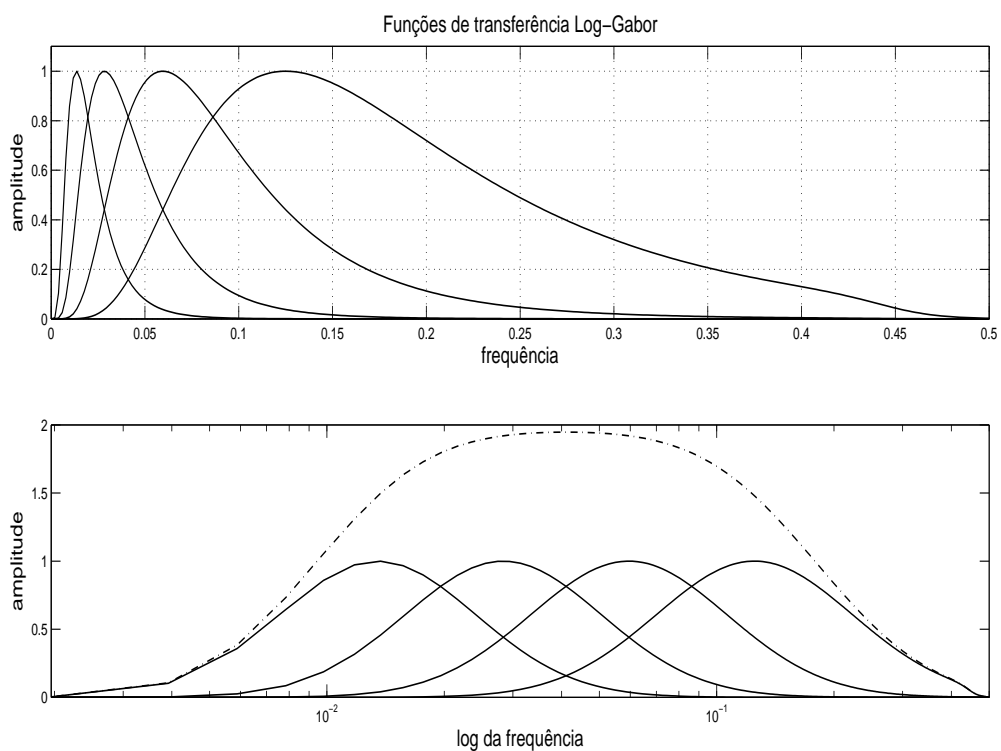 Funções de transferência Log−Gabor
1
0.8
0.6
0.4
0.2
0
amplitude
0 0.05 0.1 0.15 0.2 0.25 0.3 0.35 0.4 0.45 0.5
frequência
2
1.5
1
0.5
0
amplitude
10−2 10−1
log da frequência